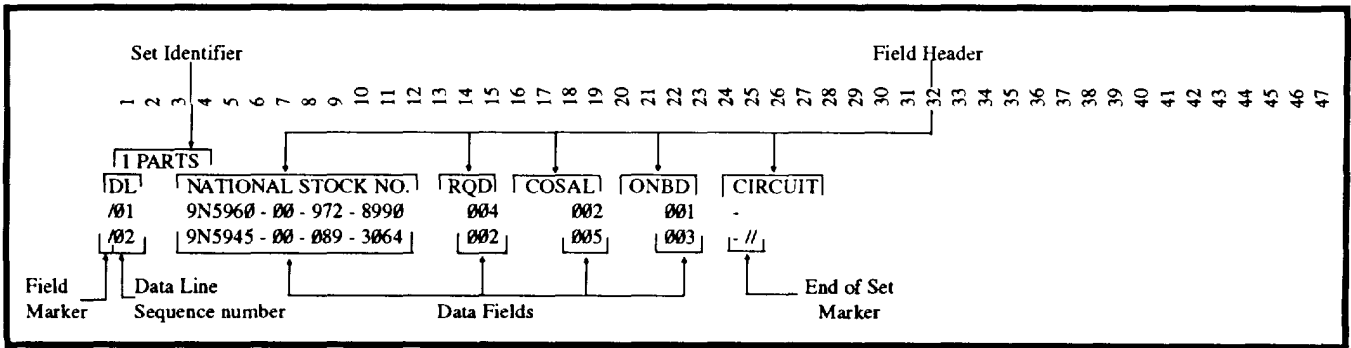 Set Identifier Field Header
1 2 3 4 5 6 7 8 9 10 11 12 13 14 15 16 17 18 19 20 21 22 23 24 25 26 27 28 29 30 31 32 33 34 35 36 37 38 39 40 41 42 43 44 45 46 47
1 PARTS
DL NATIONAL STOCK NO. RQD COSAL ONBD CIRCUIT
/Ø1 9N596Ø - ØØ - 972 - 899Ø ØØ4 ØØ2 ØØ1 -
/Ø2 9N5945 - ØØ - Ø89 - 3Ø64 ØØ2 ØØ5 ØØ3 - //
Field Data Line End of Set
Marker Sequence number Data Fields Marker